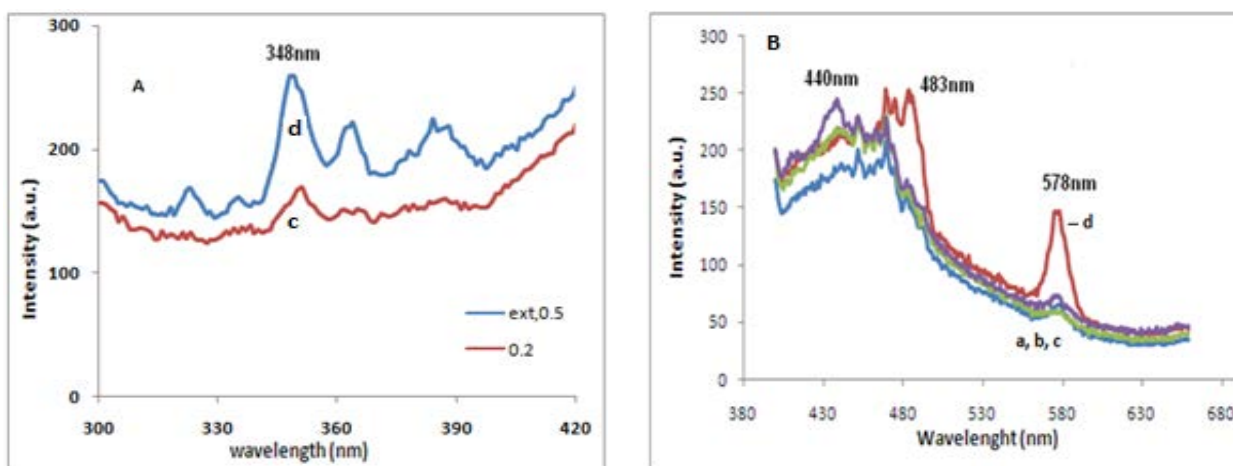 A
348nm
d
c
Intensity (a.u.)
300
200
100
0
300
330
360
390
420
wavelength (nm)
ext,0.5
0.2
B
440nm
483nm
578nm
– d
a, b, c
Intensity (a.u.)
300
250
200
150
100
50
0
380
430
480
530
580
630
680
Wavelenght (nm)